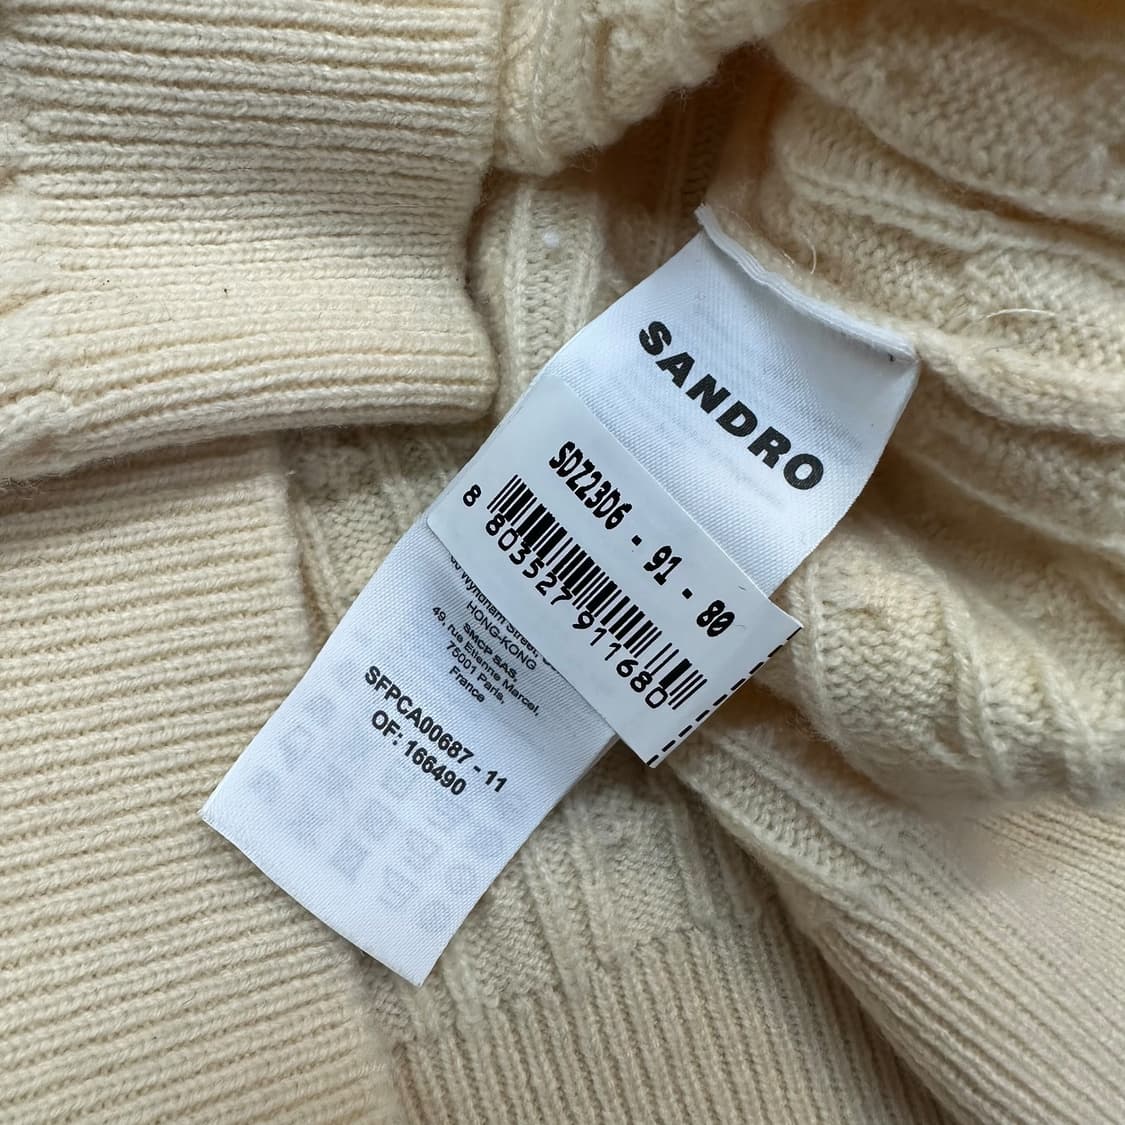 SANDRO
SDZ23D6 - 91 - 80
8 803527 911680
Wyndham Street,
HONG-KONG
SMCP SAS,
49, rue Etienne Marcel,
75001 Paris,
France
SFPCA00687 - 11
OF: 166490